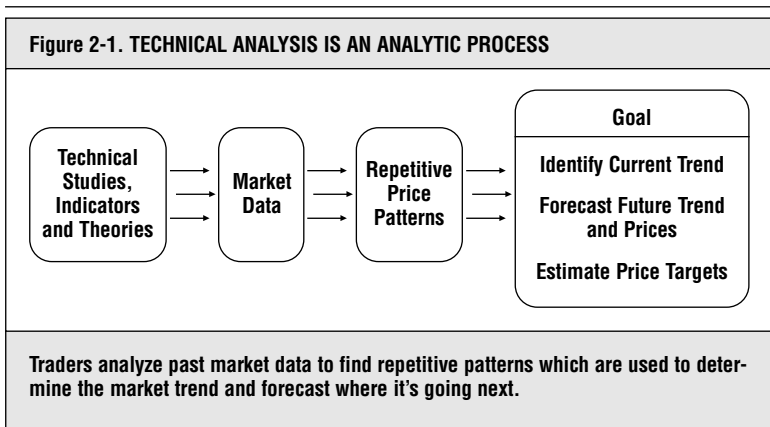 Figure 2-1. TECHNICAL ANALYSIS IS AN ANALYTIC PROCESS
Technical
Studies,
Indicators
and Theories
Market
Data
Repetitive
Price
Patterns
Goal
Identify Current Trend
Forecast Future Trend
and Prices
Estimate Price Targets
Traders analyze past market data to find repetitive patterns which are used to deter-
mine the market trend and forecast where it's going next.